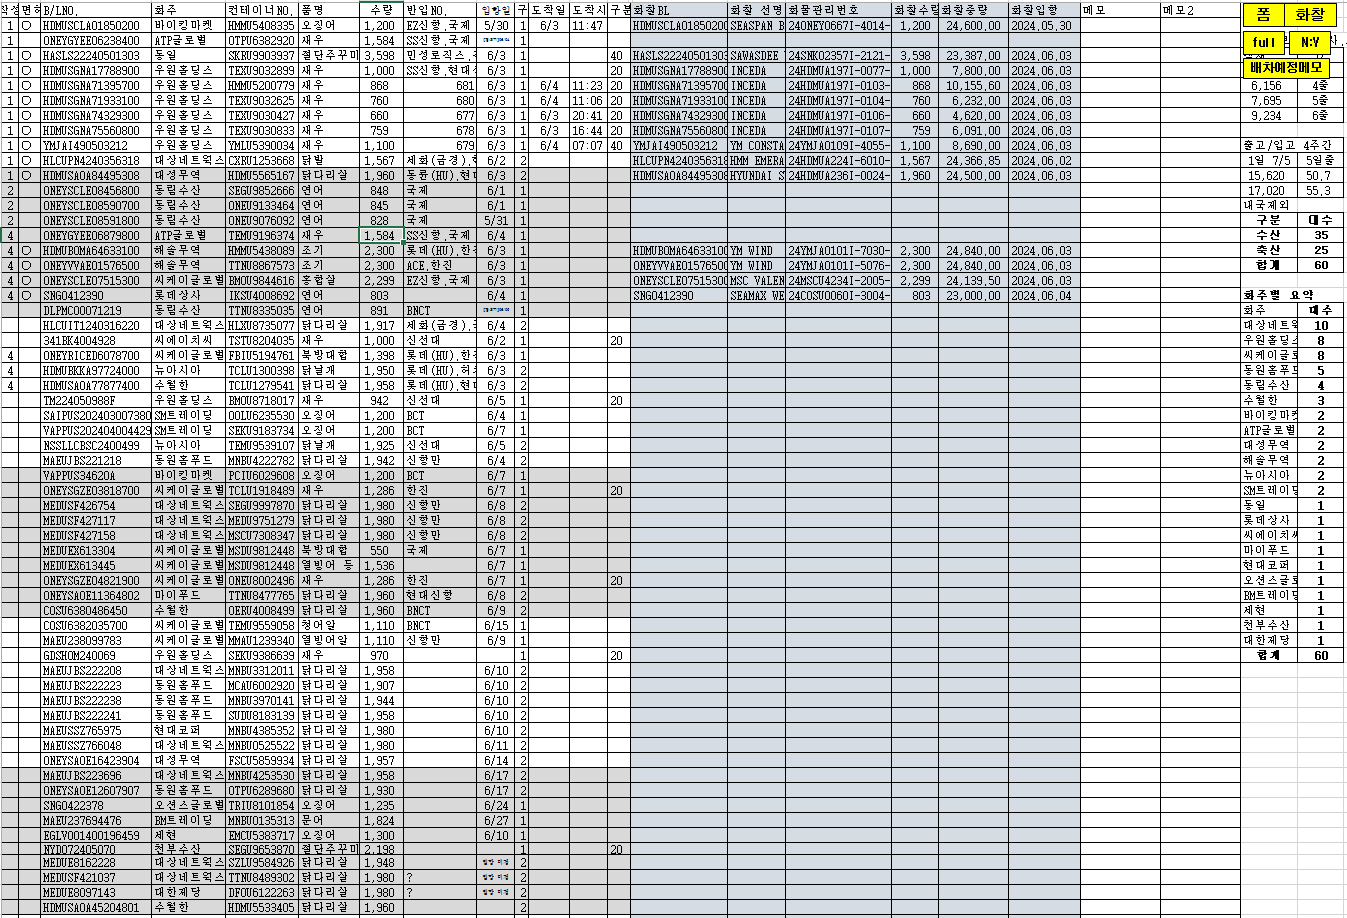 작성 면허 B/LNO. 화주 컨테이너NO. 품명 수량 반입NO. 입항일 구 도착일 도착시 구분 화찰BL 화찰 선명 화물관리번호 화찰수량 화찰중량 화찰입항 메모 메모2 폼 화찰
1 ○ HDMUSCLA01850200 바이킹마켓 HMMU5408335 오징어 1,200 EZ신항,국제 5/30 1 6/3 11:47 HDMUSCLA01850200 SEASPAN B 24ONEY0667I-4014- 1,200 24,600.00 2024.05.30
1 ONEYGYEE06238400 ATP글로벌 OTPU6382920 새우 1,584 SS신항,국제 1 full N:Y
1 ○ HASLS22240501303 동일 SKRU9903937 절단주꾸미 3,598 민성로직스, 6/3 1 40 HASLS22240501303 SAWASDEE 24SNKO2357I-2121- 3,598 23,387.00 2024.06.03
1 ○ HDMUSGNA17788900 우원홀딩스 TEXU9032899 새우 1,000 SS신항,현대 6/3 1 20 HDMUSGNA17788900 INCEDA 24HDMUA197I-0077- 1,000 7,800.00 2024.06.03 배차예정메모
1 ○ HDMUSGNA71395700 우원홀딩스 HMMU5200779 새우 868 681 6/3 1 6/4 11:23 20 HDMUSGNA71395700 INCEDA 24HDMUA197I-0103- 868 10,155.60 2024.06.03 6,156 4줄
1 ○ HDMUSGNA71933100 우원홀딩스 TEXU9032625 새우 760 680 6/3 1 6/4 11:06 20 HDMUSGNA71933100 INCEDA 24HDMUA197I-0104- 760 6,232.00 2024.06.03 7,695 5줄
1 ○ HDMUSGNA74329300 우원홀딩스 TEXU9030427 새우 660 677 6/3 1 6/3 20:41 20 HDMUSGNA74329300 INCEDA 24HDMUA197I-0106- 660 4,620.00 2024.06.03 9,234 6줄
1 ○ HDMUSGNA75560800 우원홀딩스 TEXU9030833 새우 759 678 6/3 1 6/3 16:44 20 HDMUSGNA75560800 INCEDA 24HDMUA197I-0107- 759 6,091.00 2024.06.03
1 ○ YMJAI490503212 우원홀딩스 YMLU5390034 새우 1,100 679 6/3 1 6/4 07:07 40 YMJAI490503212 YM CONSTA 24YMJA0109I-4055- 1,100 8,690.00 2024.06.03 출고/입고 4주간
1 ○ HLCUPN2404356318 대상네트웍스 CXRU1253668 닭발 1,567 세화(금경), 6/2 2 HLCUPN2404356318 HMM EMERA 24HDMUA224I-6010- 1,567 24,366.85 2024.06.02 1일 7/5 5일줄
1 ○ HDMUSAOA84495308 대성무역 HDMU5565167 닭다리살 1,960 동륜(HU),현대 6/3 2 HDMUSAOA84495308 HYUNDAI S 24HDMUA236I-0024- 1,960 24,500.00 2024.06.03 15,620 50.7
2 ONEYSCLE08456800 동림수산 SEGU9852666 연어 848 국제 6/1 1 17,020 55.3
2 ONEYSCLE08590700 동림수산 ONEU9133464 연어 845 국제 6/1 1 내국제외
2 ONEYSCLE08591800 동림수산 ONEU9076092 연어 828 국제 5/31 1 구분 대수
4 ONEYGYEE06879800 ATP글로벌 TEMU9196374 새우 1,584 SS신항,국제 6/4 1 수산 35
4 ○ HDMUBOMA64633100 해솔무역 HMMU5438089 조기 2,300 롯데(HU),한진 6/3 1 HDMUBOMA64633100 YM WIND 24YMJA0101I-7030- 2,300 24,840.00 2024.06.03 축산 25
4 ○ ONEYVVAE01576500 해솔무역 TTNU8867573 조기 2,300 ACE,한진 6/3 1 ONEYVVAE01576500 YM WIND 24YMJA0101I-5076- 2,300 24,840.00 2024.06.03 합계 60
4 ○ ONEYSCLE07515300 씨케이글로벌 BMOU9844616 홍합살 2,299 EZ신항,국제 6/3 1 ONEYSCLE07515300 MSC VALEN 24MSCU4234I-2005- 2,299 24,139.50 2024.06.03
4 ○ SNG0412390 롯데상사 IKSU4008692 연어 803 6/4 1 SNG0412390 SEAMAX WE 24COSU0060I-3004- 803 23,000.00 2024.06.04 화주별 요약
DLPMC00071219 동림수산 TTNU8335035 연어 891 BNCT 1 화주 대수
HLCUIT1240316220 대상네트웍스 HLXU8735077 닭다리살 1,917 세화(금경), 6/4 2 대상네트웍 10
341BK4004928 씨에이치씨 TSTU8204035 새우 1,000 신선대 6/2 1 20 우원홀딩스 8
4 ONEYRICED6078700 씨케이글로벌 FBIU5194761 북방대합 1,398 롯데(HU),한진 6/3 1 씨케이글로 8
4 HDMUBKKA97724000 뉴아시아 TCLU1300398 닭날개 1,950 롯데(HU),허치 6/3 2 동원홈푸드 5
4 HDMUSAOA77877400 수월한 TCLU1279541 닭다리살 1,958 롯데(HU),현대 6/3 2 동림수산 4
TM224050988F 우원홀딩스 BMOU8718017 새우 942 신선대 6/5 1 20 수월한 3
SAIPUS202403007380 SM트레이딩 OOLU6235530 오징어 1,200 BCT 6/4 1 바이킹마켓 2
VAPPUS202404004429 SM트레이딩 SEKU9183734 오징어 1,200 BCT 6/7 1 ATP글로벌 2
NSSLLCBSC2400499 뉴아시아 TEMU9539107 닭날개 1,925 신선대 6/5 2 대성무역 2
MAEUJBS221218 동원홈푸드 MNBU4222782 닭다리살 1,942 신항만 6/4 2 해솔무역 2
VAPPUS34620A 바이킹마켓 PCIU6029608 오징어 1,200 BCT 6/7 1 뉴아시아 2
ONEYSGZE03818700 씨케이글로벌 TCLU1918489 새우 1,286 한진 6/7 1 20 SM트레이딩 2
MEDUSF426754 대상네트웍스 SEGU9997870 닭다리살 1,980 신항만 6/8 2 동일 1
MEDUSF427117 대상네트웍스 MEDU9751279 닭다리살 1,980 신항만 6/8 2 롯데상사 1
MEDUSF427158 대상네트웍스 MSCU7308347 닭다리살 1,980 신항만 6/8 2 씨에이치씨 1
MEDUEX613304 씨케이글로벌 MSDU9812448 북방대합 550 국제 6/7 1 마이푸드 1
MEDUEX613445 씨케이글로벌 MSDU9812448 열빙어 등 1,536 6/7 1 현대코퍼 1
ONEYSGZE04821900 씨케이글로벌 ONEU8002496 새우 1,286 한진 6/7 1 20 오션스글로 1
ONEYSAOE11364802 마이푸드 TTNU8477765 닭다리살 1,960 현대신항 6/8 2 BM트레이딩 1
COSU6380486450 수월한 OERU4008499 닭다리살 1,960 BNCT 6/9 2 세현 1
COSU6382035700 씨케이글로벌 TEMU9559058 청어알 1,110 BNCT 6/15 1 천부수산 1
MAEU238099783 씨케이글로벌 MMAU1239340 열빙어알 1,110 신항만 6/9 1 대한제당 1
GDSHOM240069 우원홀딩스 SEKU9386639 새우 970 1 20 합계 60
MAEUJBS222208 대상네트웍스 MNBU3312011 닭다리살 1,958 6/10 2
MAEUJBS222223 동원홈푸드 MCAU6002920 닭다리살 1,907 6/10 2
MAEUJBS222238 동원홈푸드 MNBU3970141 닭다리살 1,944 6/10 2
MAEUJBS222241 동원홈푸드 SUDU8183139 닭다리살 1,958 6/10 2
MAEUSSZ765975 현대코퍼 MNBU4385352 닭다리살 1,980 6/10 2
MAEUSSZ766048 대상네트웍스 MNBU0525522 닭다리살 1,980 6/11 2
ONEYSAOE16423904 대성무역 FSCU5859934 닭다리살 1,957 6/14 2
MAEUJBS223696 대상네트웍스 MNBU4253530 닭다리살 1,958 6/17 2
ONEYSAOE12607907 동원홈푸드 OTPU6289680 닭다리살 1,930 6/17 2
SNG0422378 오션스글로벌 TRIU8101854 오징어 1,235 6/24 1
MAEU237694476 BM트레이딩 MNBU0135313 문어 1,824 6/27 1
EGLV001400196459 세현 EMCU5383717 오징어 1,300 6/10 1
NYD072405070 천부수산 SEGU9653870 절단주꾸미 2,198 1 20
MEDUE8162228 대상네트웍스 SZLU9584926 닭다리살 1,948 입항 미정 2
MEDUSF421037 대상네트웍스 TTNU8489302 닭다리살 1,980 ? 입항 미정 2
MEDUE8097143 대한제당 DFOU6122263 닭다리살 1,980 ? 입항 미정 2
HDMUSAOA45204801 수월한 HDMU5533405 닭다리살 1,960 2